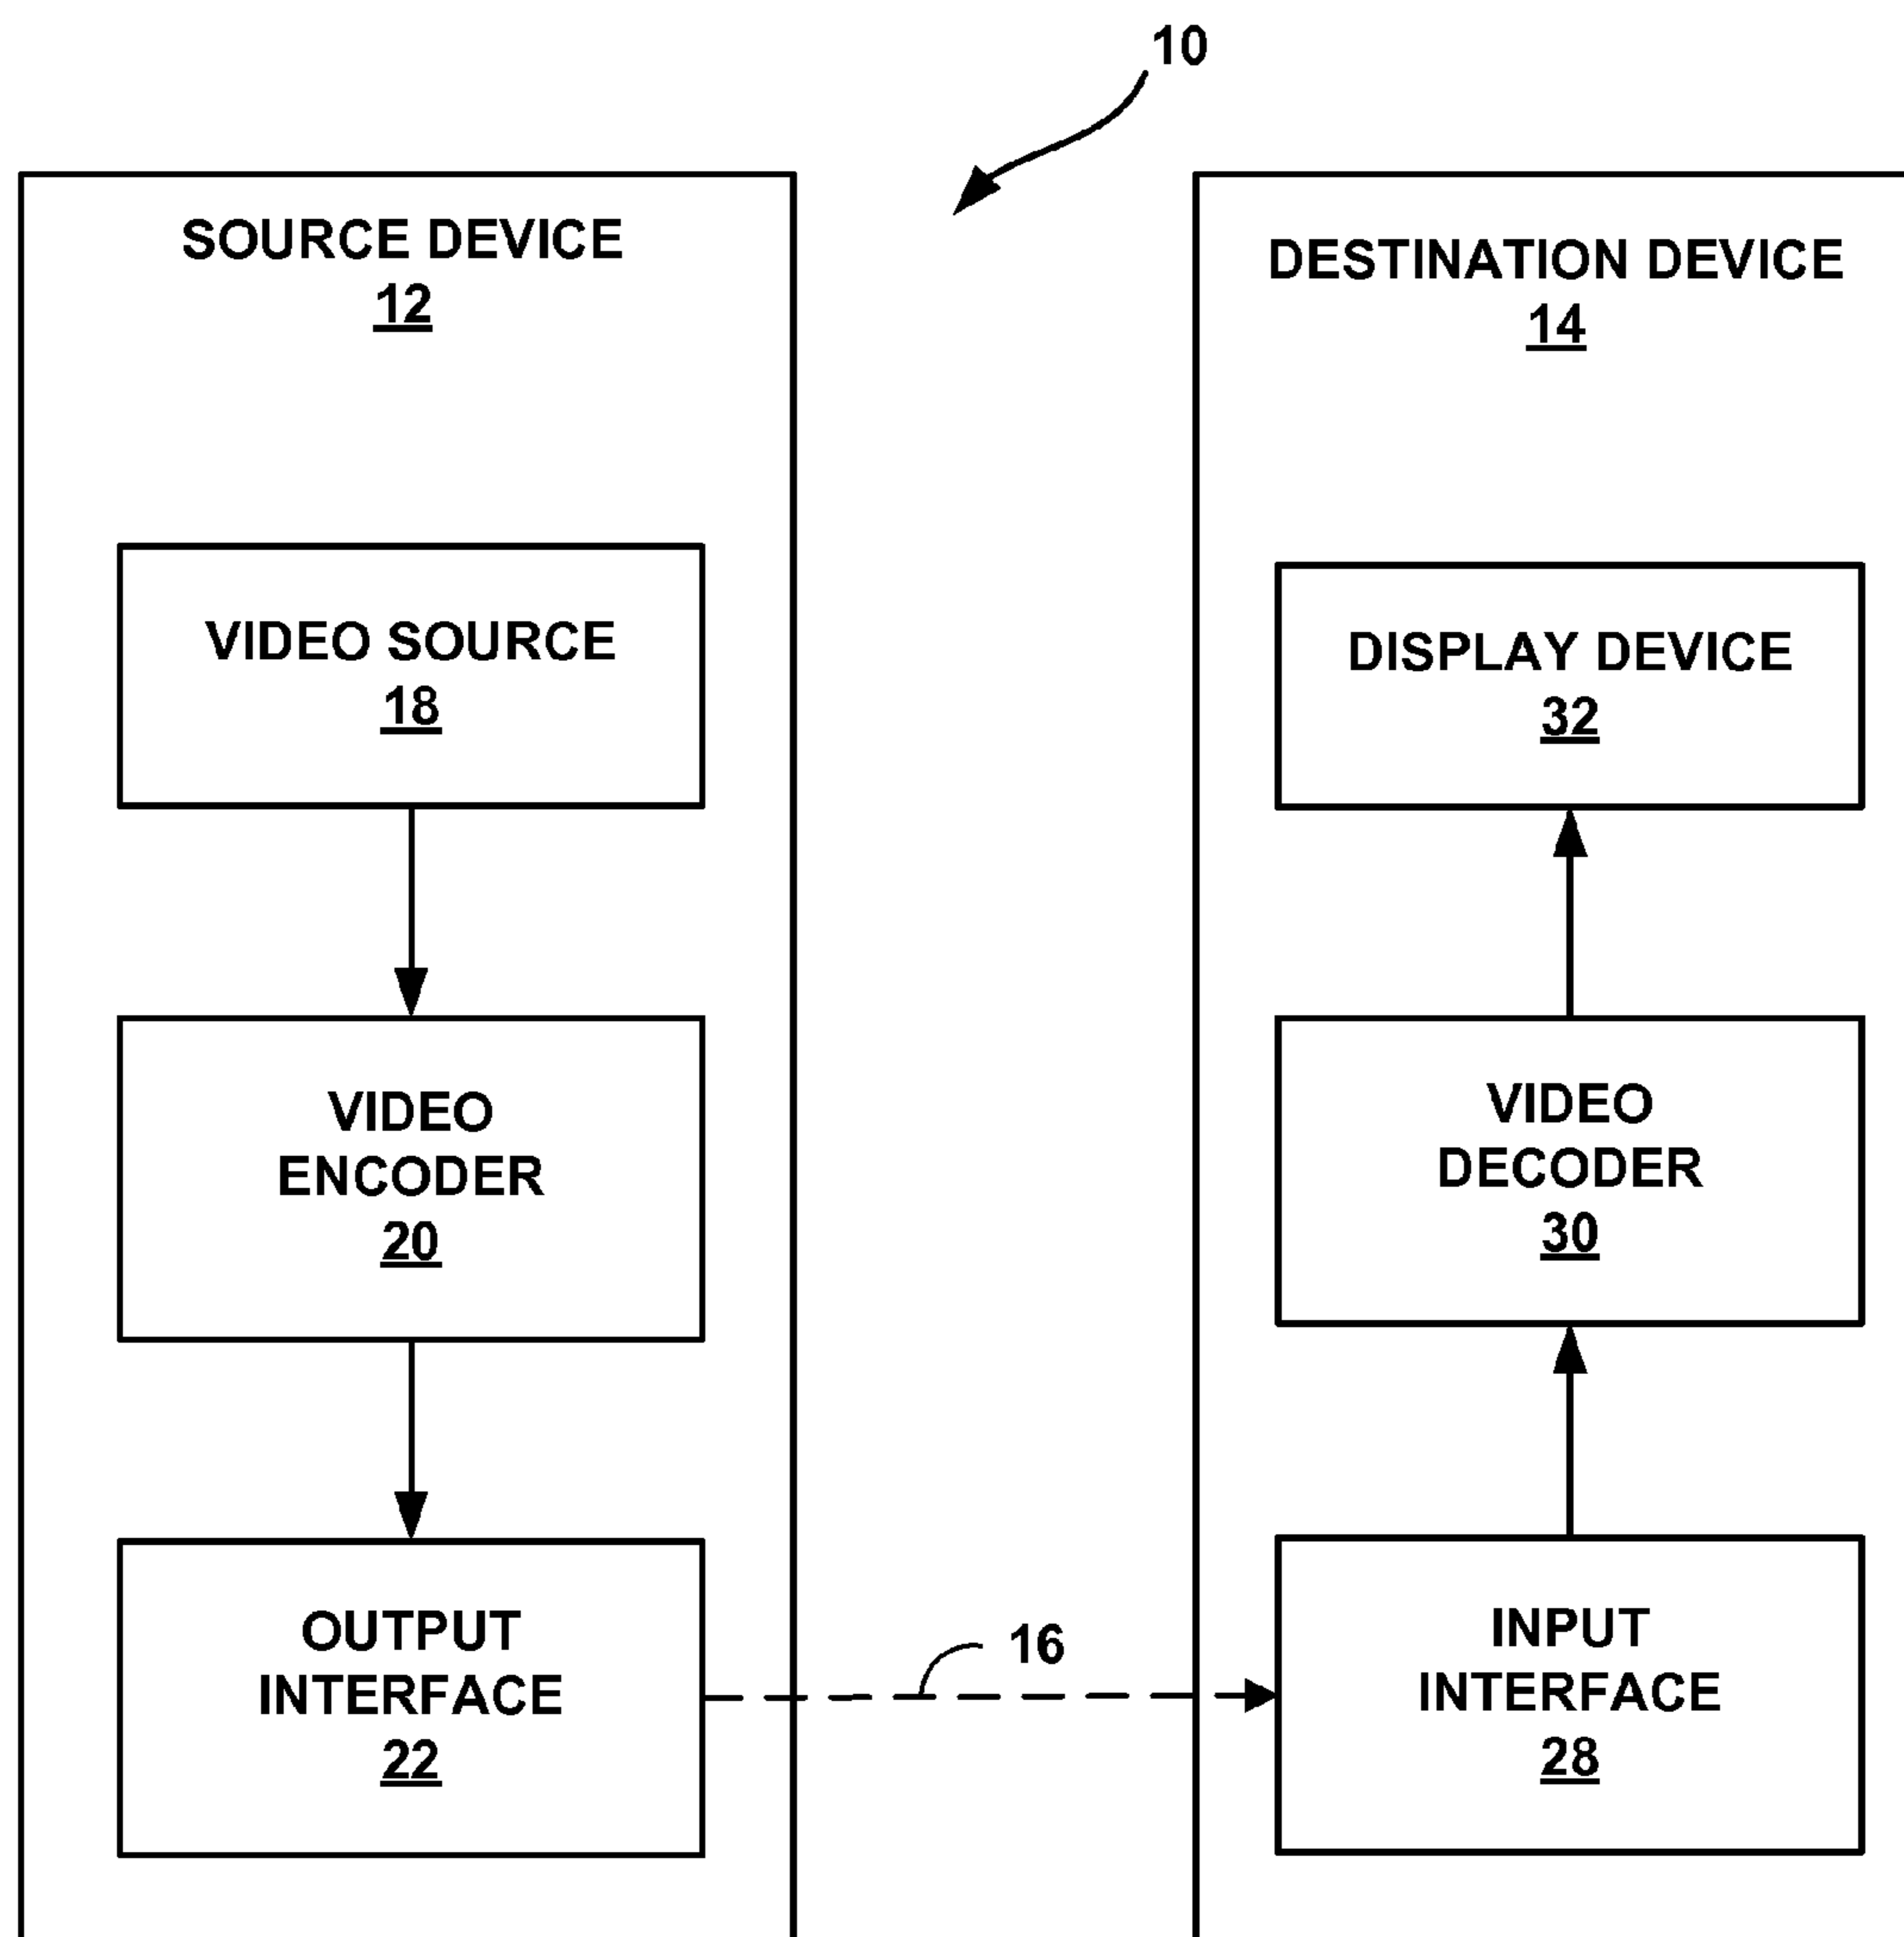 10
SOURCE DEVICE
12
VIDEO SOURCE
18
VIDEO
ENCODER
20
OUTPUT
INTERFACE
22
16
DESTINATION DEVICE
14
DISPLAY DEVICE
32
VIDEO
DECODER
30
INPUT
INTERFACE
28